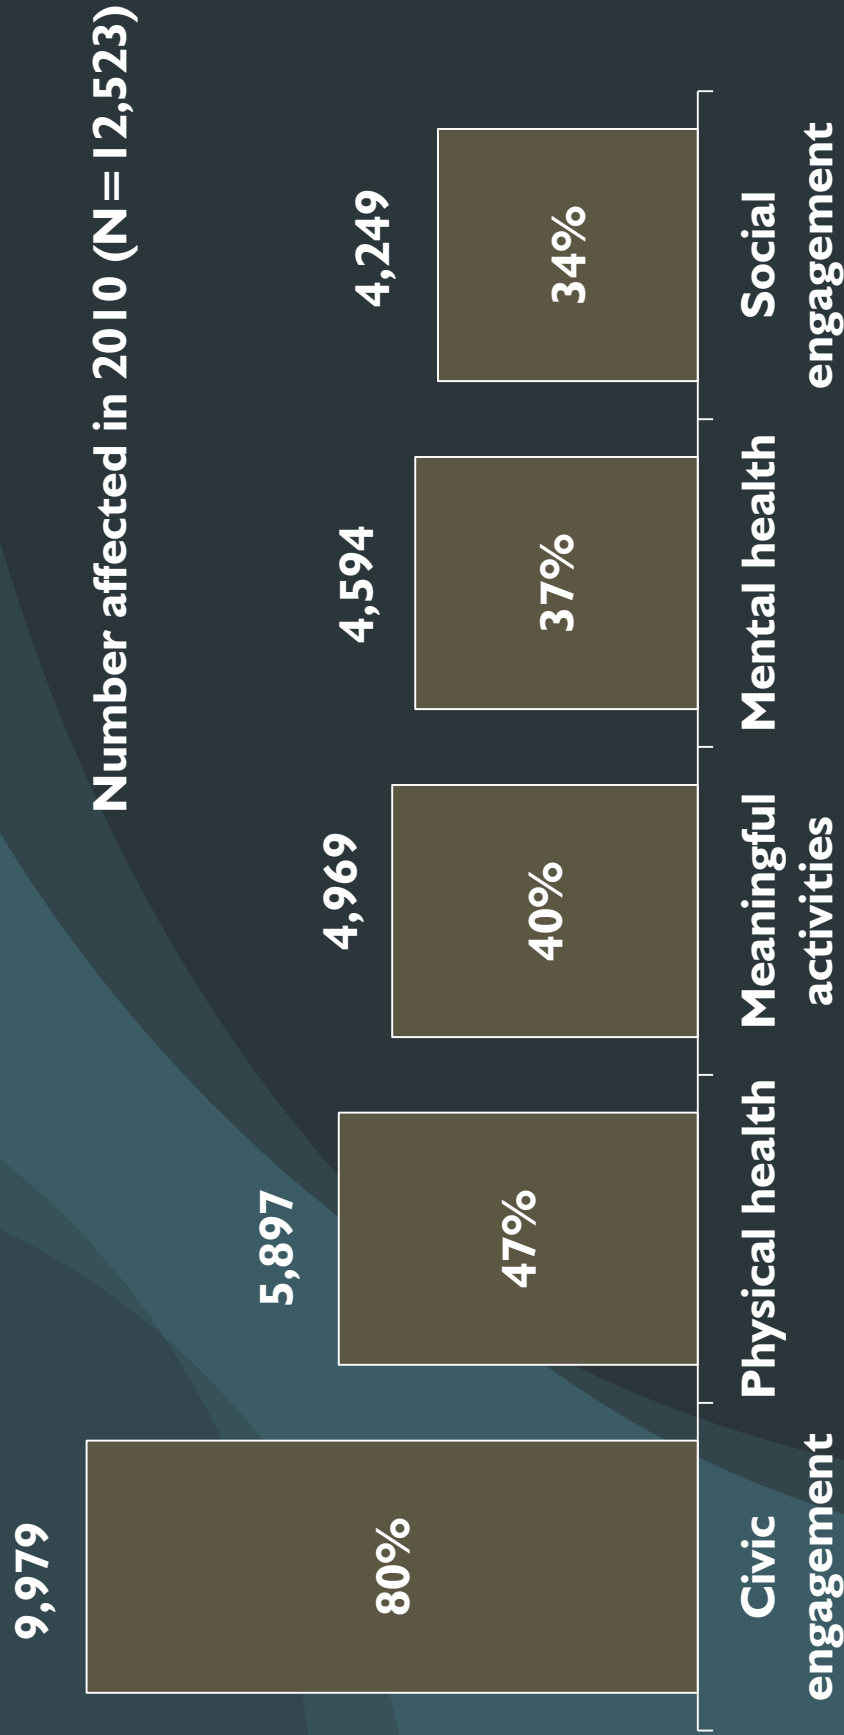 Number affected in 2010 (N=12,523)
9,979
5,897
4,969
4,594
4,249
80%
47%
40%
37%
34%
Civic
engagement
Physical health
Meaningful
activities
Mental health
Social
engagement